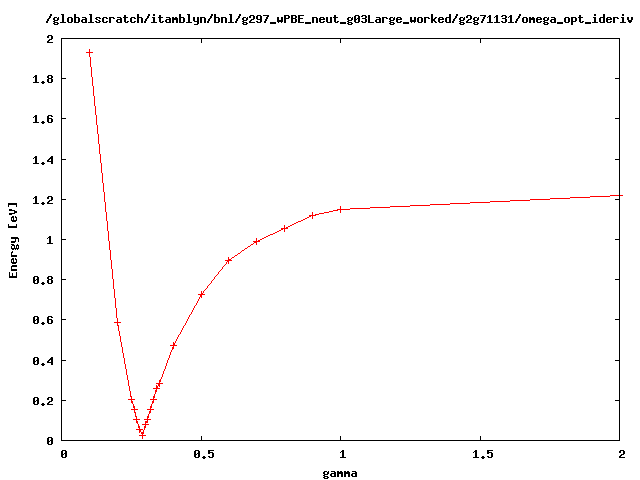 /globalscratch/itamblyn/bnl/g297_wPBE_neut_g03Large_worked/g2g71131/omega_opt_ideriv
2
1.8
1.6
1.4
1.2
1
0.8
0.6
0.4
0.2
0
Energy [eV]
0 0.5 1 1.5 2
gamma